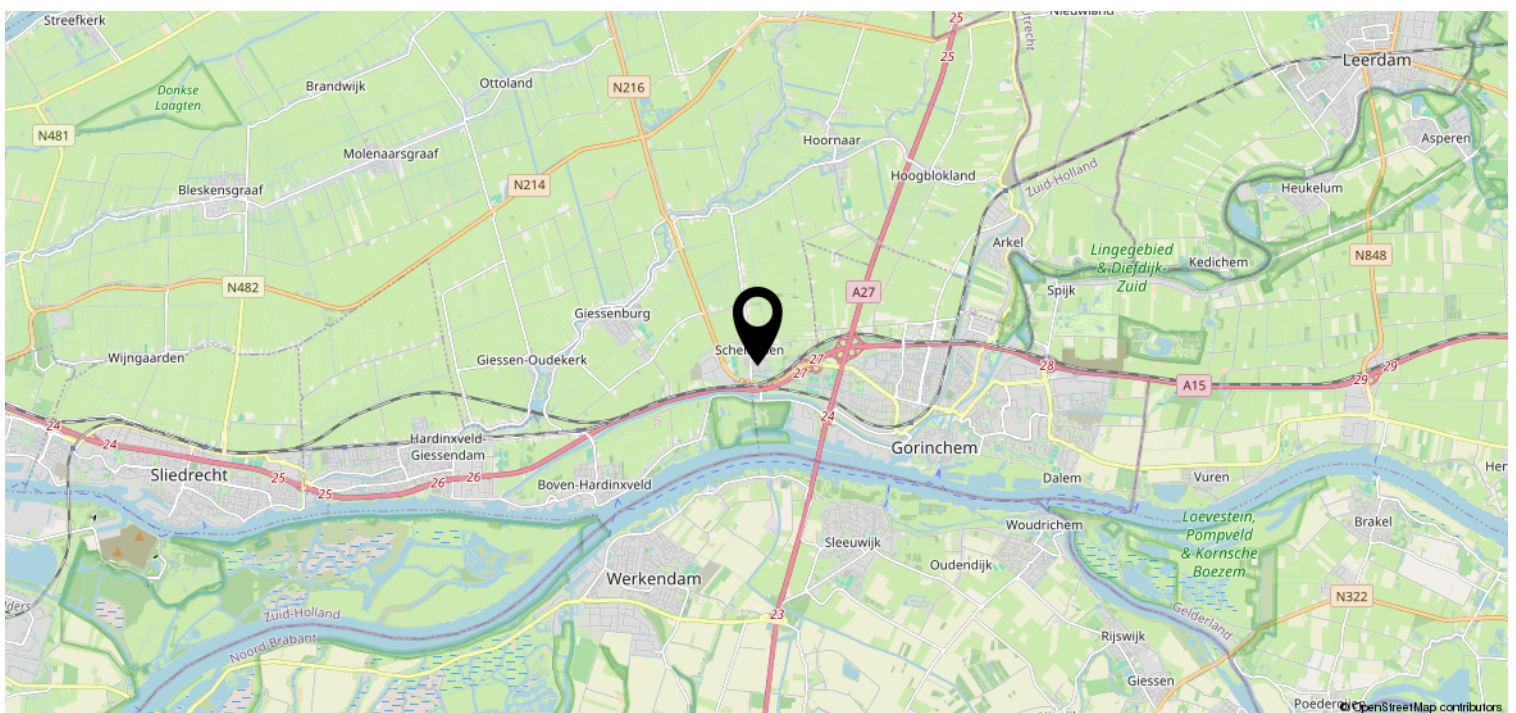 Streefkerk
25
Nieuwland
Utrecht
25
Leerdam
Donkse
Laagten
Brandwijk
Ottoland
N216
N481
Asperen
Hoornaar
Molenaarsgraaf
Hoogblokland
Zuid-Holland
N214
Bleskensgraaf
Heukelum
Arkel
Lingegebied
& Diefdijk-
Zuid
Kedichem
N848
N482
A27
Spijk
Giessenburg
Wijngaarden
Giessen-Oudekerk
27
27
28
29
29
A15
24
24
24
Hardinxveld-
Giessendam
Gorinchem
Sliedrecht
25
25
26
26
Boven-Hardinxveld
Dalem
Vuren
Woudrichem
Loevestein,
Pompveld
& Kornsche
Boezem
Brakel
Sleeuwijk
Oudendijk
Werkendam
N322
Zuid-Holland
Noord-Brabant
23
Gelderland
Rijswijk
Giessen
© OpenStreetMap contributors